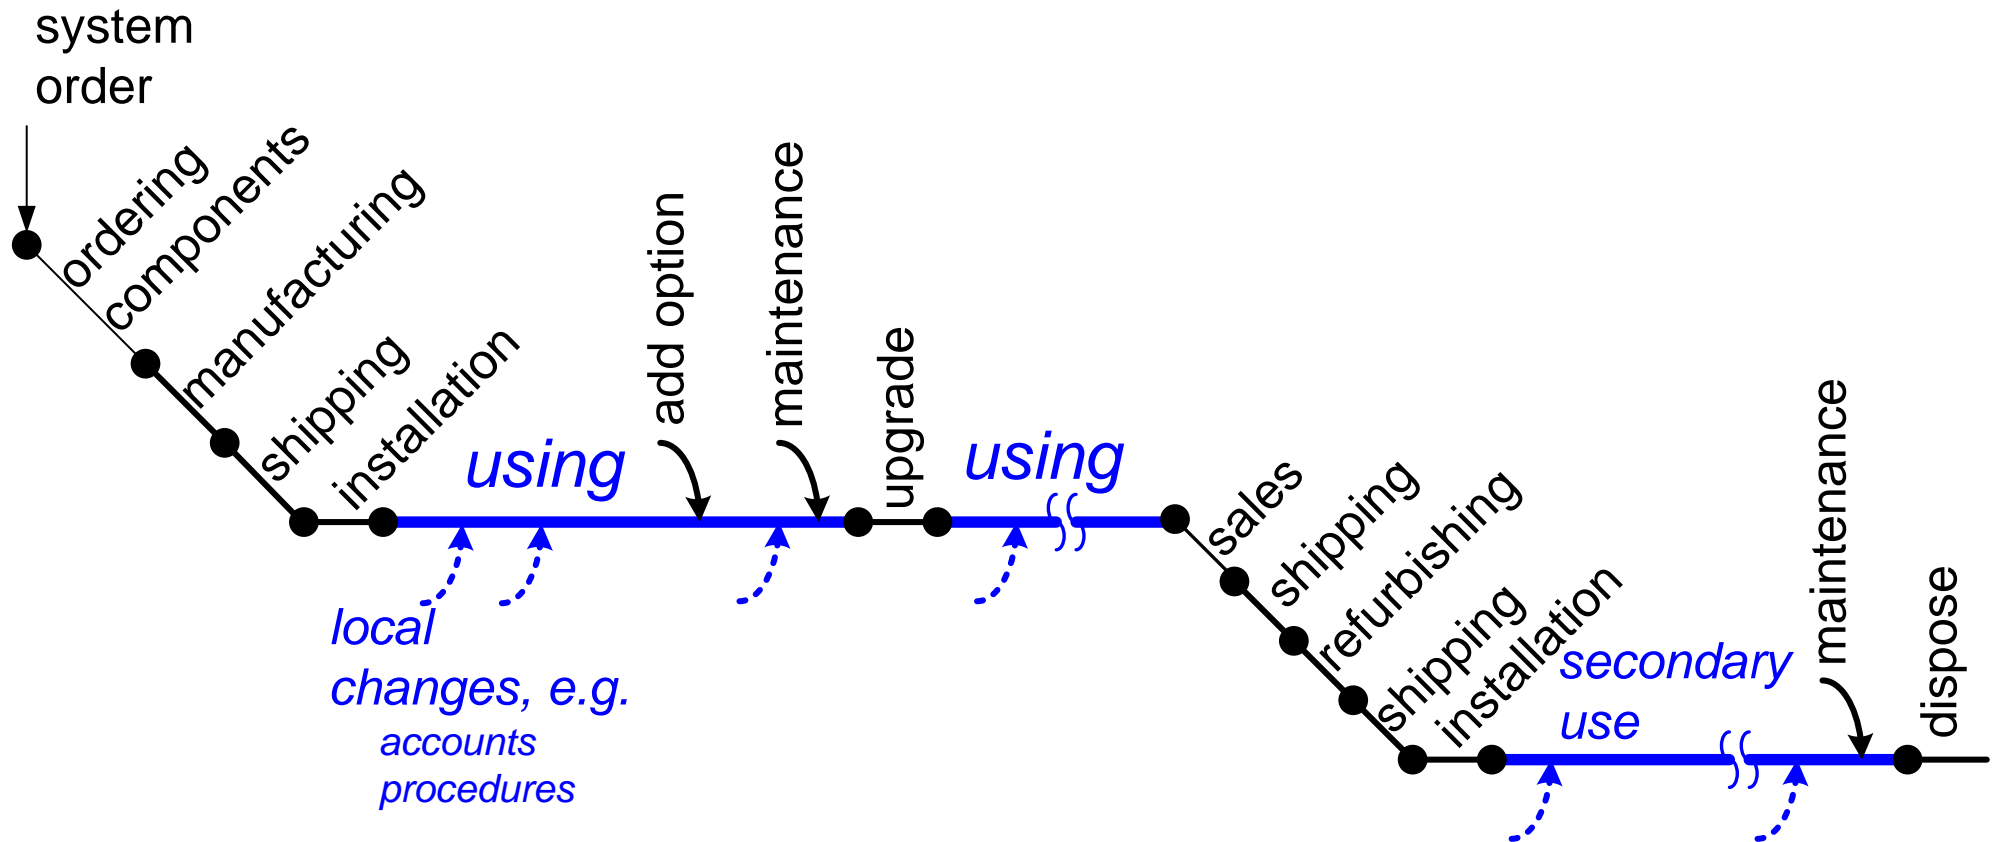 system
order
ordering
components
manufacturing
shipping
installation
using
add option
maintenance
upgrade
using
local
changes, e.g.
accounts
procedures
sales
shipping
refurbishing
shipping
installation
secondary
use
maintenance
dispose